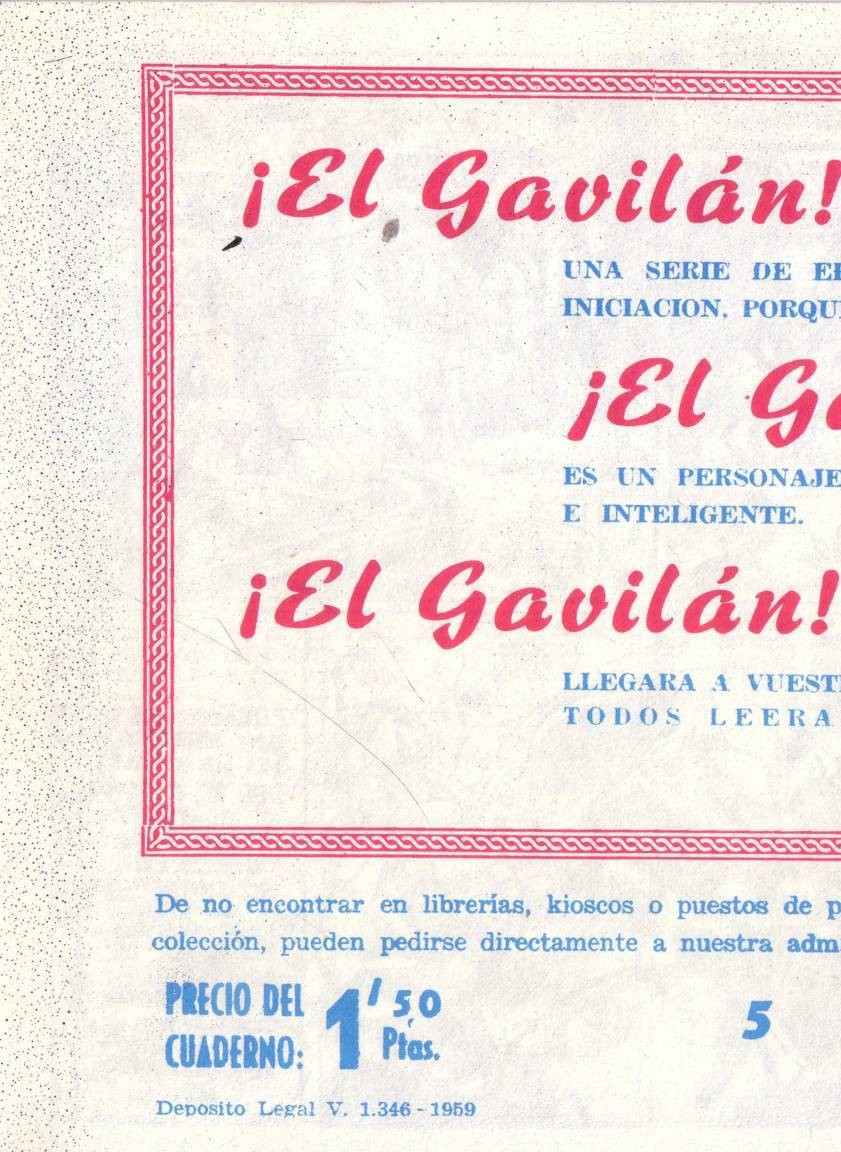 ¡El Gavilán!
UNA SERIE DE
INICIACION.
¡El
ES UN PERSONAJE
E INTELIGENTE.
¡El Gavilán!
LLEGARA A
TODOS LEERA
De no encontrar en librerías, kioscos o puestos de
colección, pueden pedirse directamente a nuestra
PRECIO DEL CUADERNO: 1'50 Ptas.
5
Deposito Legal V. 1.346 - 1959